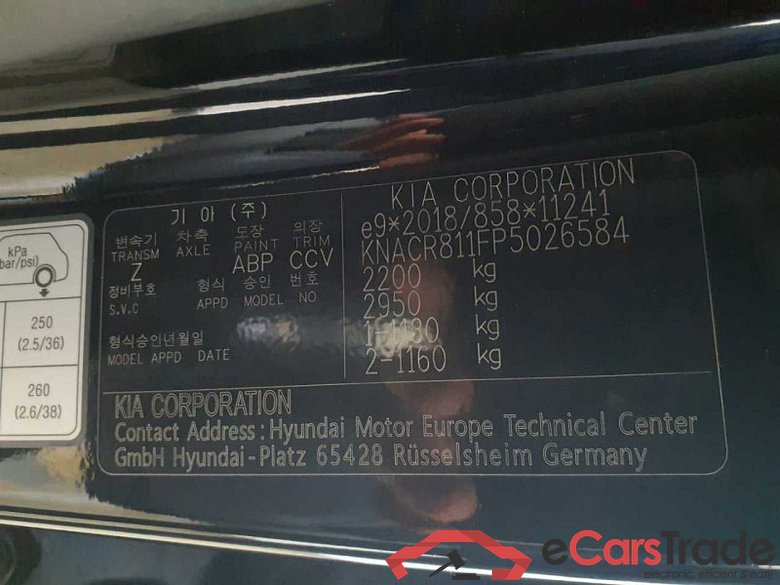 kPa
bar/psi)
250
(2.5/36)
260
(2.6/38)
기아 (주)
변속기 차축 도장 의장
TRANSM AXLE PAINT TRIM
Z ABP CCV
정비부호 형식 승인 번호
S.V.C APPD MODEL NO
형식승인년월일
MODEL APPD DATE
KIA CORPORATION
e9*2018/858*11241
KNACR811FP5026584
2200 kg
2950 kg
kg
2-1160 kg
KIA CORPORATION
Contact Address : Hyundai Motor Europe Technical Center
GmbH Hyundai-Platz 65428 Rüsselsheim Germany
eCarsTrade
electronic, efficient & easy